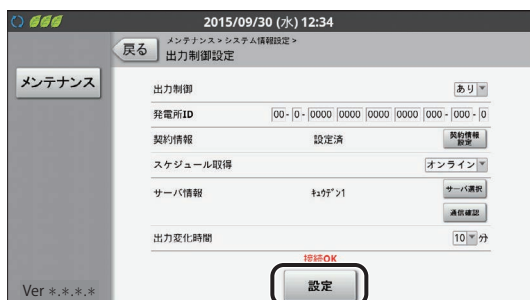 2015/09/30 (水) 12:34
戻る
メンテナンス > システム情報設定 >
出力制御設定
メンテナンス
出力制御 あり
発電所ID 00 - 0 - 0000 0000 0000 0000 000 - 000 - 0
契約情報 設定済 契約情報
設定
スケジュール取得 オンライン
サーバ情報 ｷｭｳﾃﾞﾝ1 サーバ選択
通信確認
出力変化時間 10 分
接続OK
設定
Ver *.*.*.*